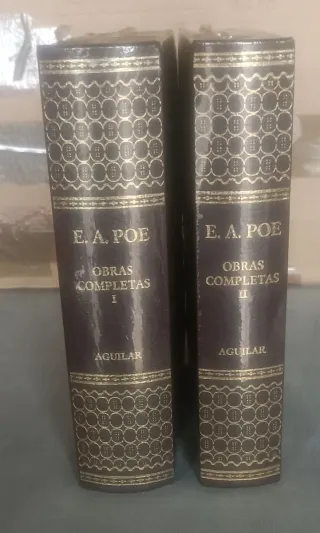 E. A. POE
OBRAS
COMPLETAS
I
AGUILAR
E. A. POE
OBRAS
COMPLETAS
II
AGUILAR